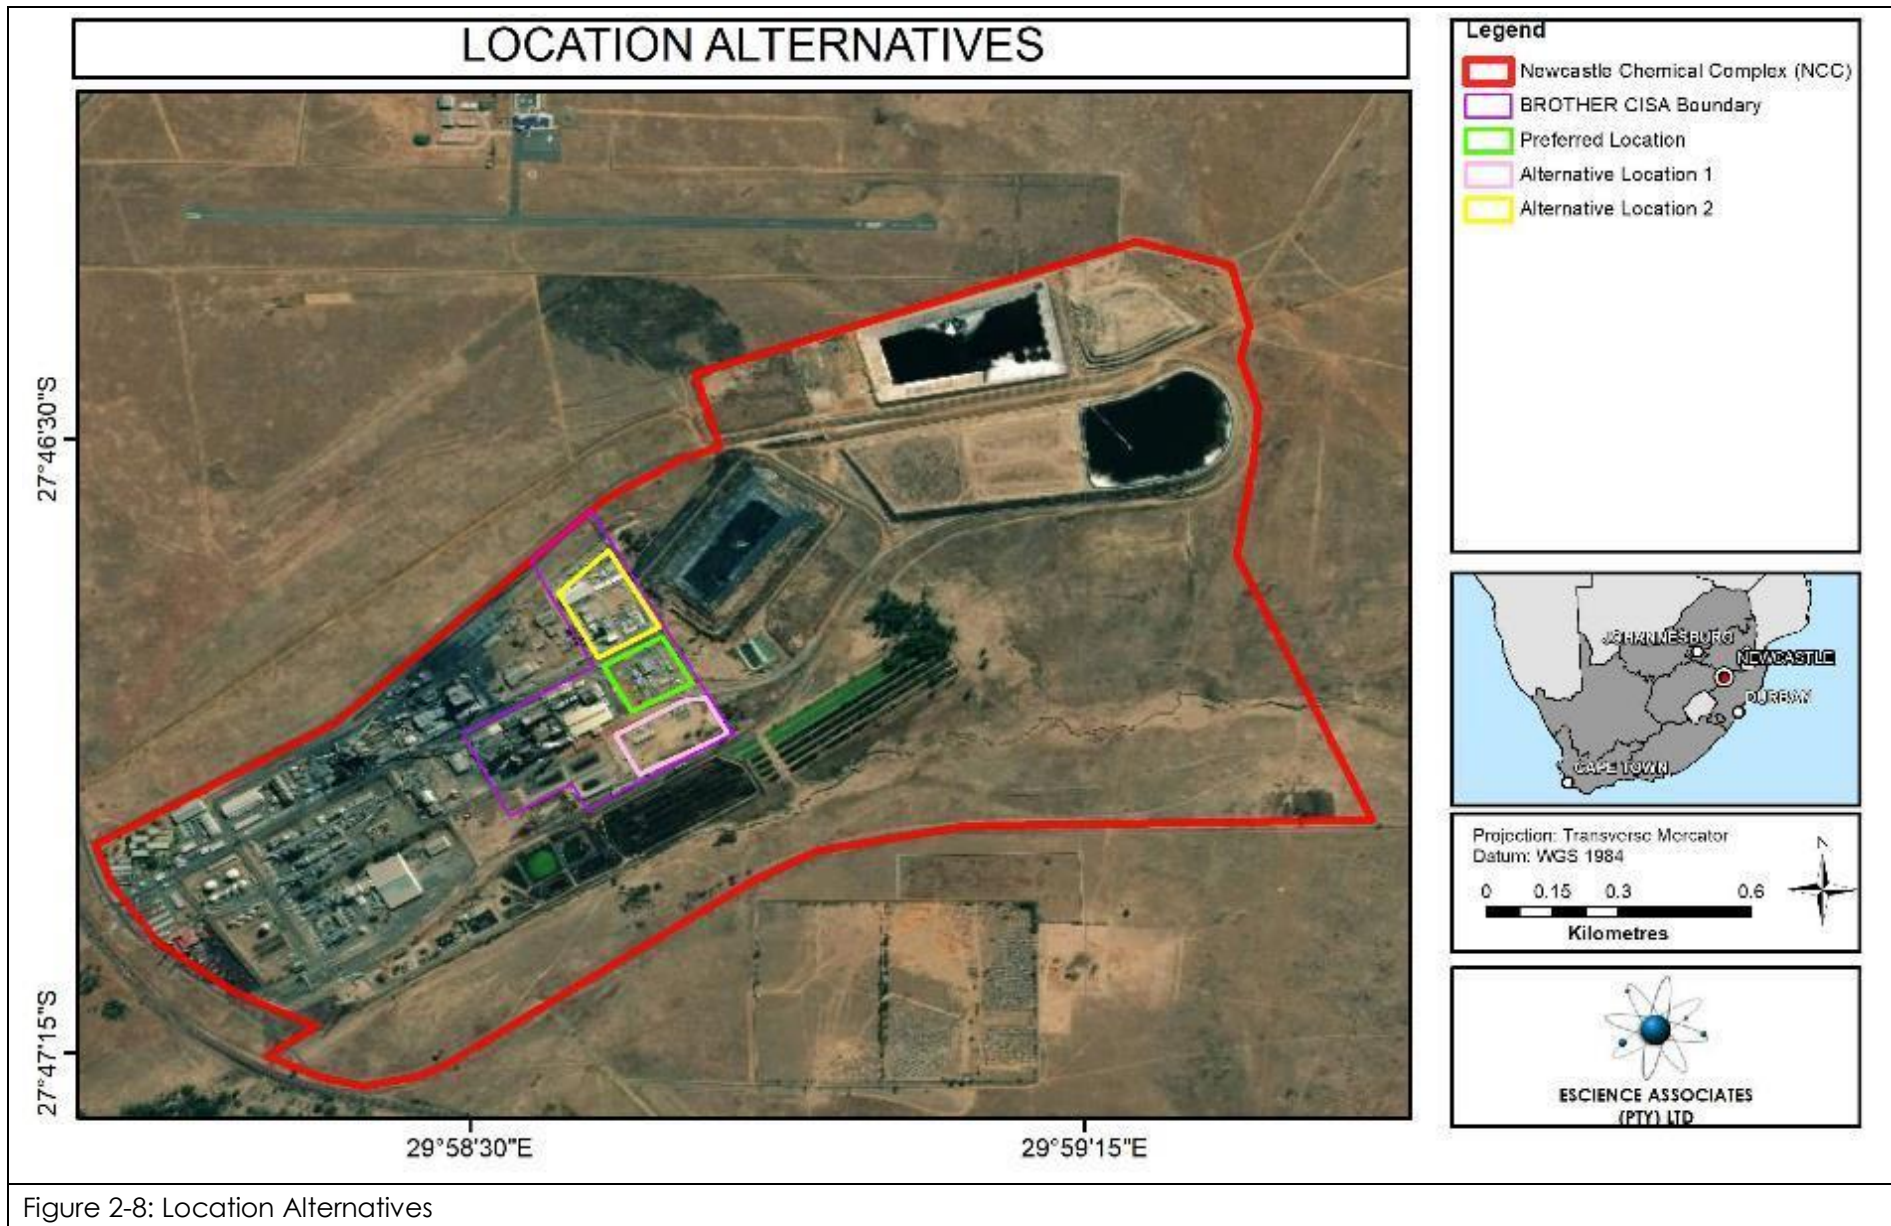 LOCATION ALTERNATIVES
Legend
Newcastle Chemical Complex (NCC)
BROTHER CISA Boundary
Preferred Location
Alternative Location 1
Alternative Location 2
27°46'30"S
27°47'15"S
29°58'30"E
29°59'15"E
JOHANNESBURG
NEWCASTLE
DURBAN
CAPE TOWN
Projection: Transverse Mercator
Datum: WGS 1984
N
0 0.15 0.3 0.6
Kilometres
ESCIENCE ASSOCIATES
(PTY) LTD
Figure 2-8: Location Alternatives